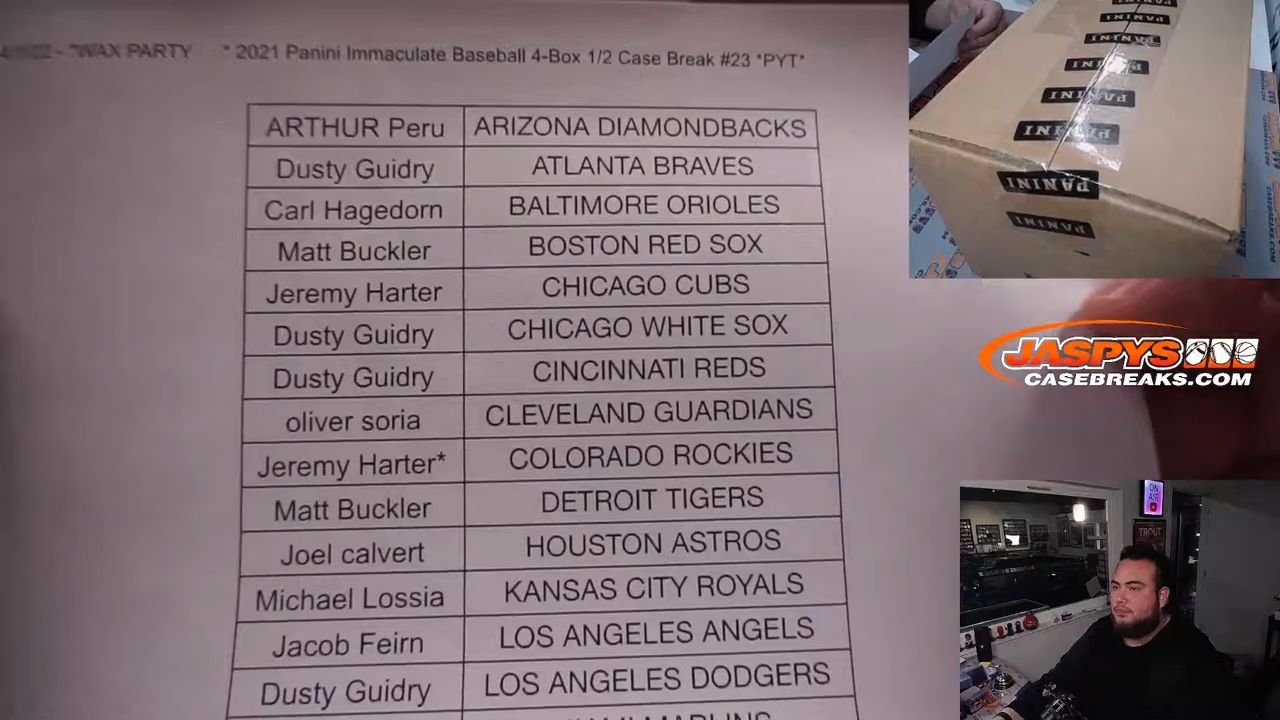 - "WAX PARTY * 2021 Panini Immaculate Baseball 4-Box 1/2 Case Break #23 *PYT*
ARTHUR Peru ARIZONA DIAMONDBACKS
Dusty Guidry ATLANTA BRAVES
Carl Hagedorn BALTIMORE ORIOLES
Matt Buckler BOSTON RED SOX
Jeremy Harter CHICAGO CUBS
Dusty Guidry CHICAGO WHITE SOX
Dusty Guidry CINCINNATI REDS
oliver soria CLEVELAND GUARDIANS
Jeremy Harter* COLORADO ROCKIES
Matt Buckler DETROIT TIGERS
Joel calvert HOUSTON ASTROS
Michael Lossia KANSAS CITY ROYALS
Jacob Feirn LOS ANGELES ANGELS
Dusty Guidry LOS ANGELES DODGERS
MARLINS
PANINI
PANINI
PANINI
PANINI
PANINI
PANINI
PANINI
PANINI
JASPYS
CASEBREAKS.COM
ON
AIR
TROUT